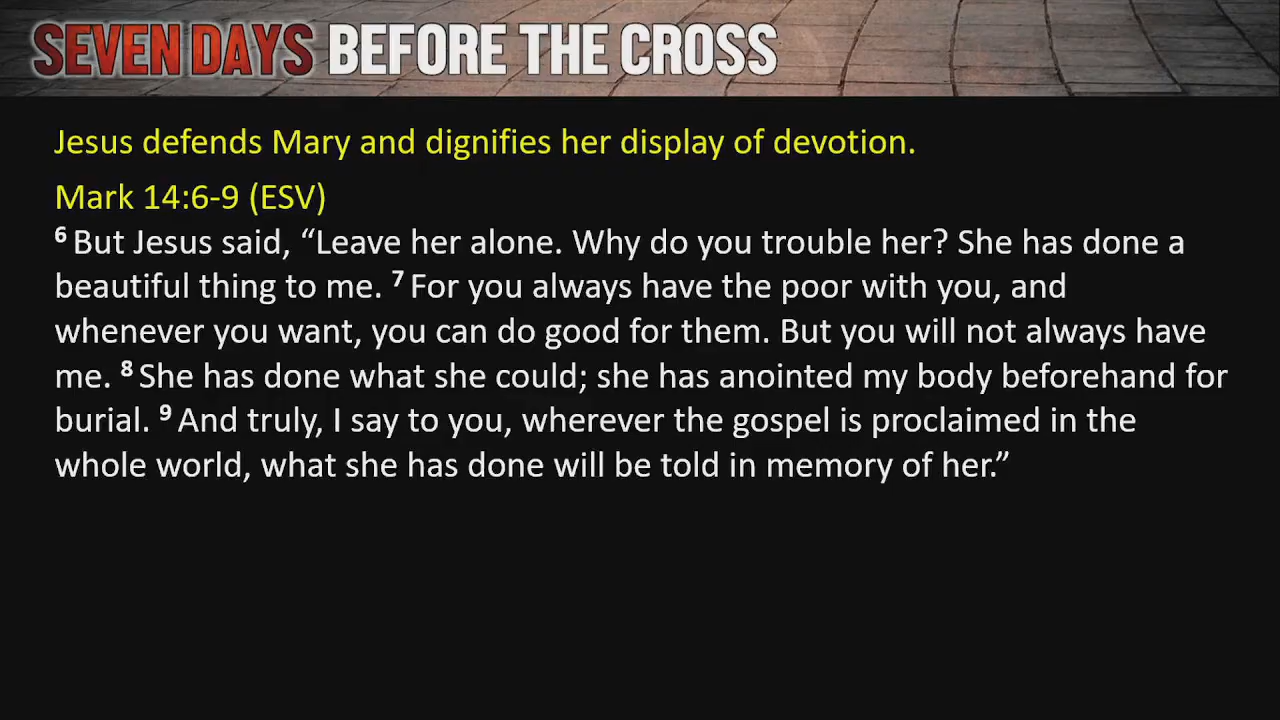 SEVEN DAYS BEFORE THE CROSS
Jesus defends Mary and dignifies her display of devotion.
Mark 14:6-9 (ESV)
6 But Jesus said, “Leave her alone. Why do you trouble her? She has done a
beautiful thing to me. 7 For you always have the poor with you, and
whenever you want, you can do good for them. But you will not always have
me. 8 She has done what she could; she has anointed my body beforehand for
burial. 9 And truly, I say to you, wherever the gospel is proclaimed in the
whole world, what she has done will be told in memory of her.”